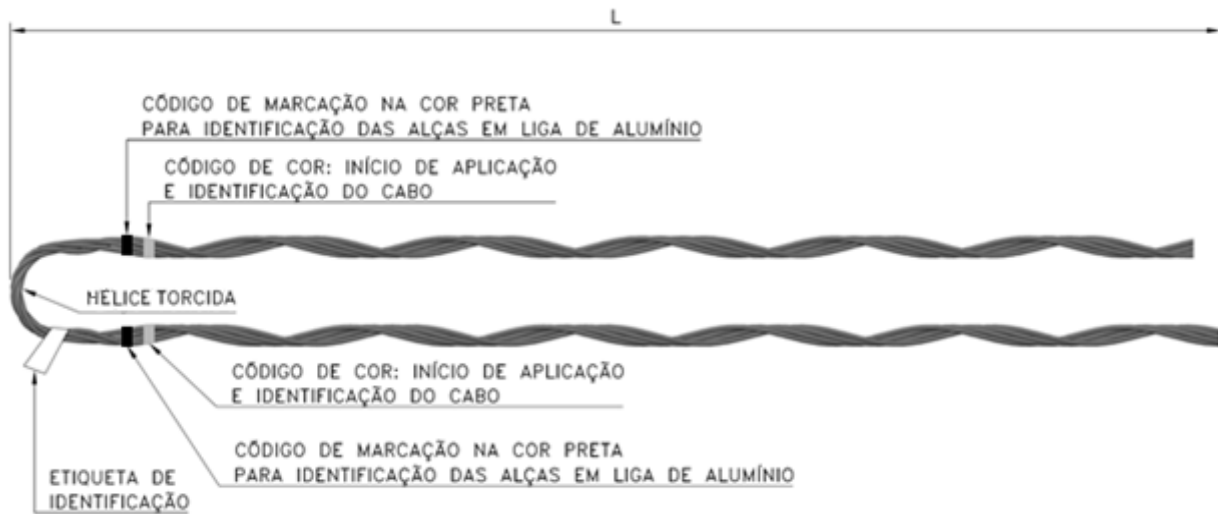 L
CÓDIGO DE MARCAÇÃO NA COR PRETA
PARA IDENTIFICAÇÃO DAS ALÇAS EM LIGA DE ALUMÍNIO
CÓDIGO DE COR: INÍCIO DE APLICAÇÃO
E IDENTIFICAÇÃO DO CABO
HÉLICE TORCIDA
CÓDIGO DE COR: INÍCIO DE APLICAÇÃO
E IDENTIFICAÇÃO DO CABO
CÓDIGO DE MARCAÇÃO NA COR PRETA
PARA IDENTIFICAÇÃO DAS ALÇAS EM LIGA DE ALUMÍNIO
ETIQUETA DE
IDENTIFICAÇÃO